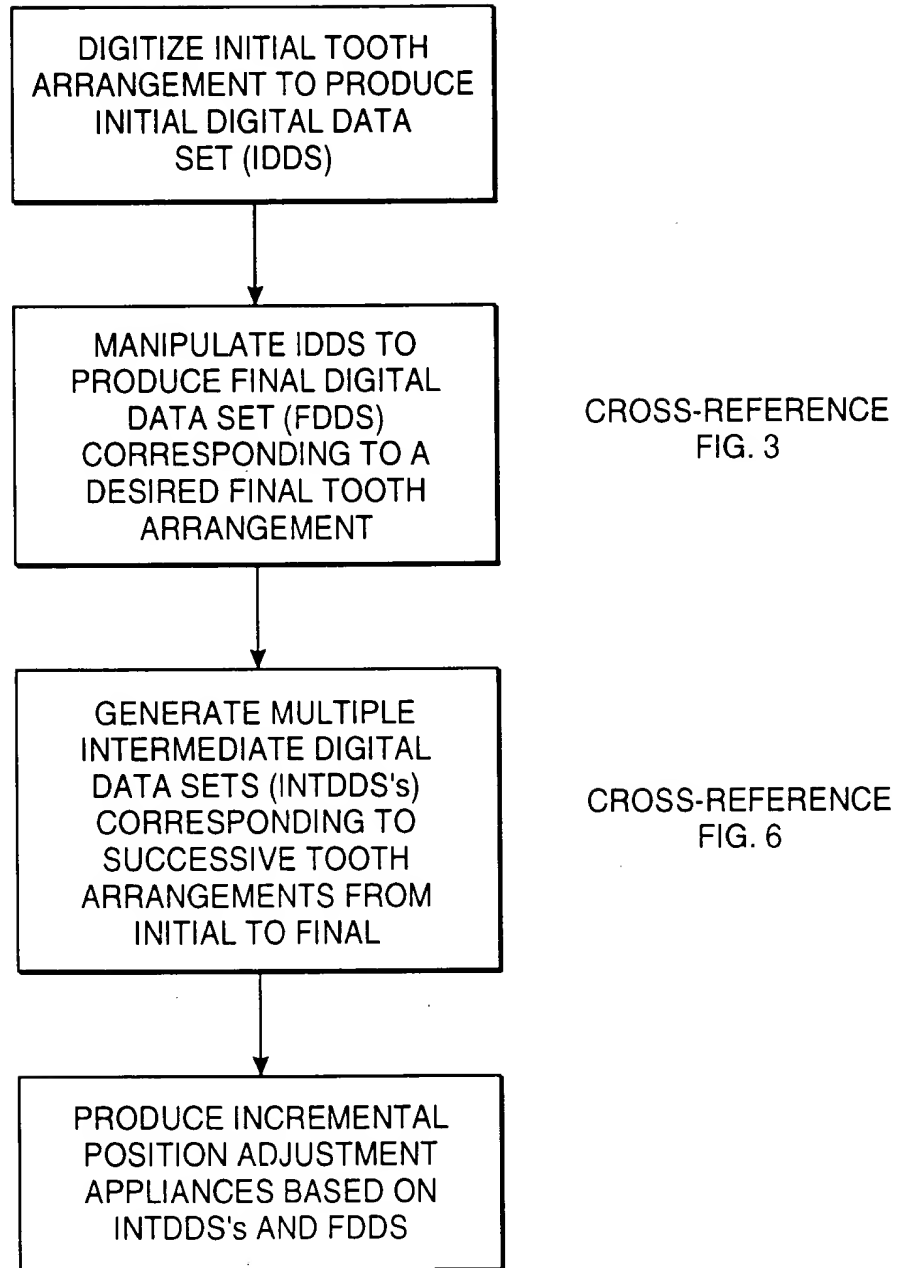 DIGITIZE INITIAL TOOTH
ARRANGEMENT TO PRODUCE
INITIAL DIGITAL DATA
SET (IDDS)
MANIPULATE IDDS TO
PRODUCE FINAL DIGITAL
DATA SET (FDDS)
CORRESPONDING TO A
DESIRED FINAL TOOTH
ARRANGEMENT
CROSS-REFERENCE
FIG. 3
GENERATE MULTIPLE
INTERMEDIATE DIGITAL
DATA SETS (INTDDS's)
CORRESPONDING TO
SUCCESSIVE TOOTH
ARRANGEMENTS FROM
INITIAL TO FINAL
CROSS-REFERENCE
FIG. 6
PRODUCE INCREMENTAL
POSITION ADJUSTMENT
APPLIANCES BASED ON
INTDDS's AND FDDS